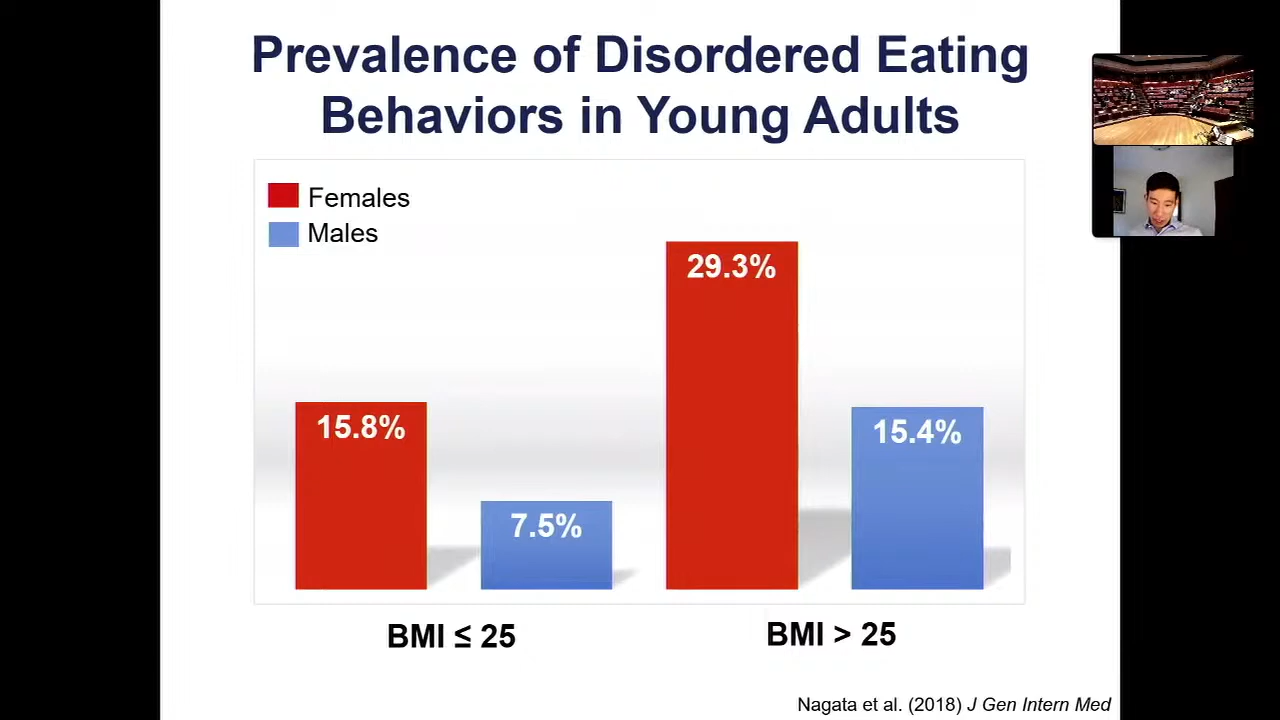 Prevalence of Disordered Eating
Behaviors in Young Adults
Females
Males
29.3%
15.8%
15.4%
7.5%
BMI ≤ 25
BMI > 25
Nagata et al. (2018) J Gen Intern Med